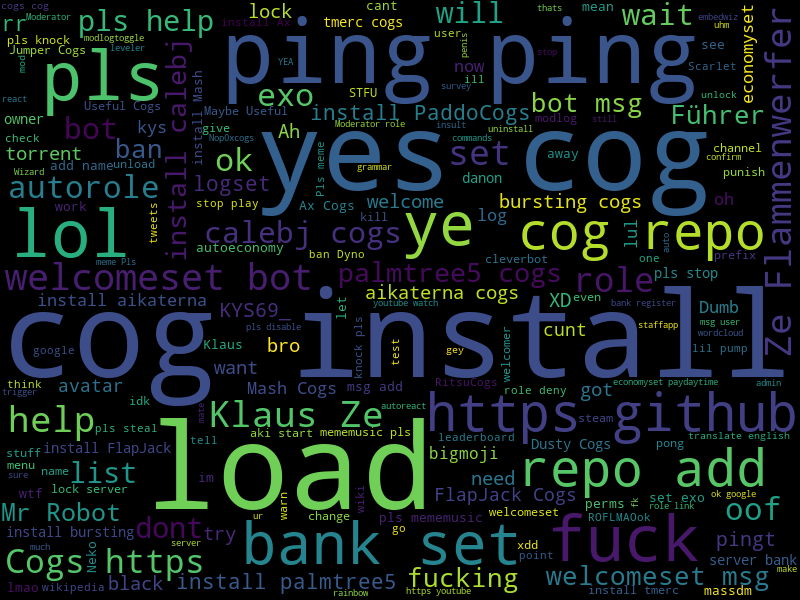 cogs cog
Moderator
rr
pls help
lock
cant
tmerc cogs
install Ax
will
thats
mean
embedwiz
uhm
wait
economyset
pls knock
modlogtoggle
leveler
Jumper Cogs
mod
pls
ping ping
user
penis
now
ill
stop
see
Scarlet
YEA
STFU
survey
react
Useful Cogs
exo
bot msg
unlock
owner
bot
kys
Maybe Useful
install PaddoCogs
modlog
still
Führer
check
give
Ah
Moderator role
insult
uninstall
torrent
ban
NopOxcogs
ok
yes cog
set
commands
away
channel
confirm
add name
unload
Wizard
Pls meme
grammar
danon
punish
autorole
install calebj
install Mash
logset
stop play
Ax Cogs
welcome
log
bursting cogs
oh
work
tweets
kill
lol
calebj cogs
ye
cog repo
lul
auto
one
prefix
autoeconomy
ban Dyno
cleverbot
meme Pls
welcomeset bot
palmtree5 cogs
role
pls stop
Ze Flammenwerfer
install aikaterna
youtube watch
aikaterna cogs
XD
even
bank register
Dumb
KYS69_
let
msg user
staffapp
wordcloud
pls disable
cog install
test
cunt
google
Klaus
bro
knock pls
gey
welcomer
lil pump
want
RitsuCogs
think
avatar
Mash Cogs
msg add
role deny
got
economyset paydaytime
admin
trigger
idk
mate
Klaus Ze
autoreact
https github
steam
help
pls steal
aki start
mememusic pls
leaderboard
pong
translate english
stuff
install FlapJack
tell
bigmoji
Dusty Cogs
menu
name
list
im
load
need
repo add
sure
wtf
lock server
warn
wiki
FlapJack Cogs
perms
set exo
fk
ok google
role link
Mr Robot
ur
change
pls mememusic
welcomeset
ROFLMAOok
oof
install bursting
dont
try
go
bank set
xdd
fuck
pingt
much
server
point
server bank
Cogs https
Neko
fucking
welcomeset msg
make
lmao
wikipedia
black
install palmtree5
rainbow
https youtube
install tmerc
massdm